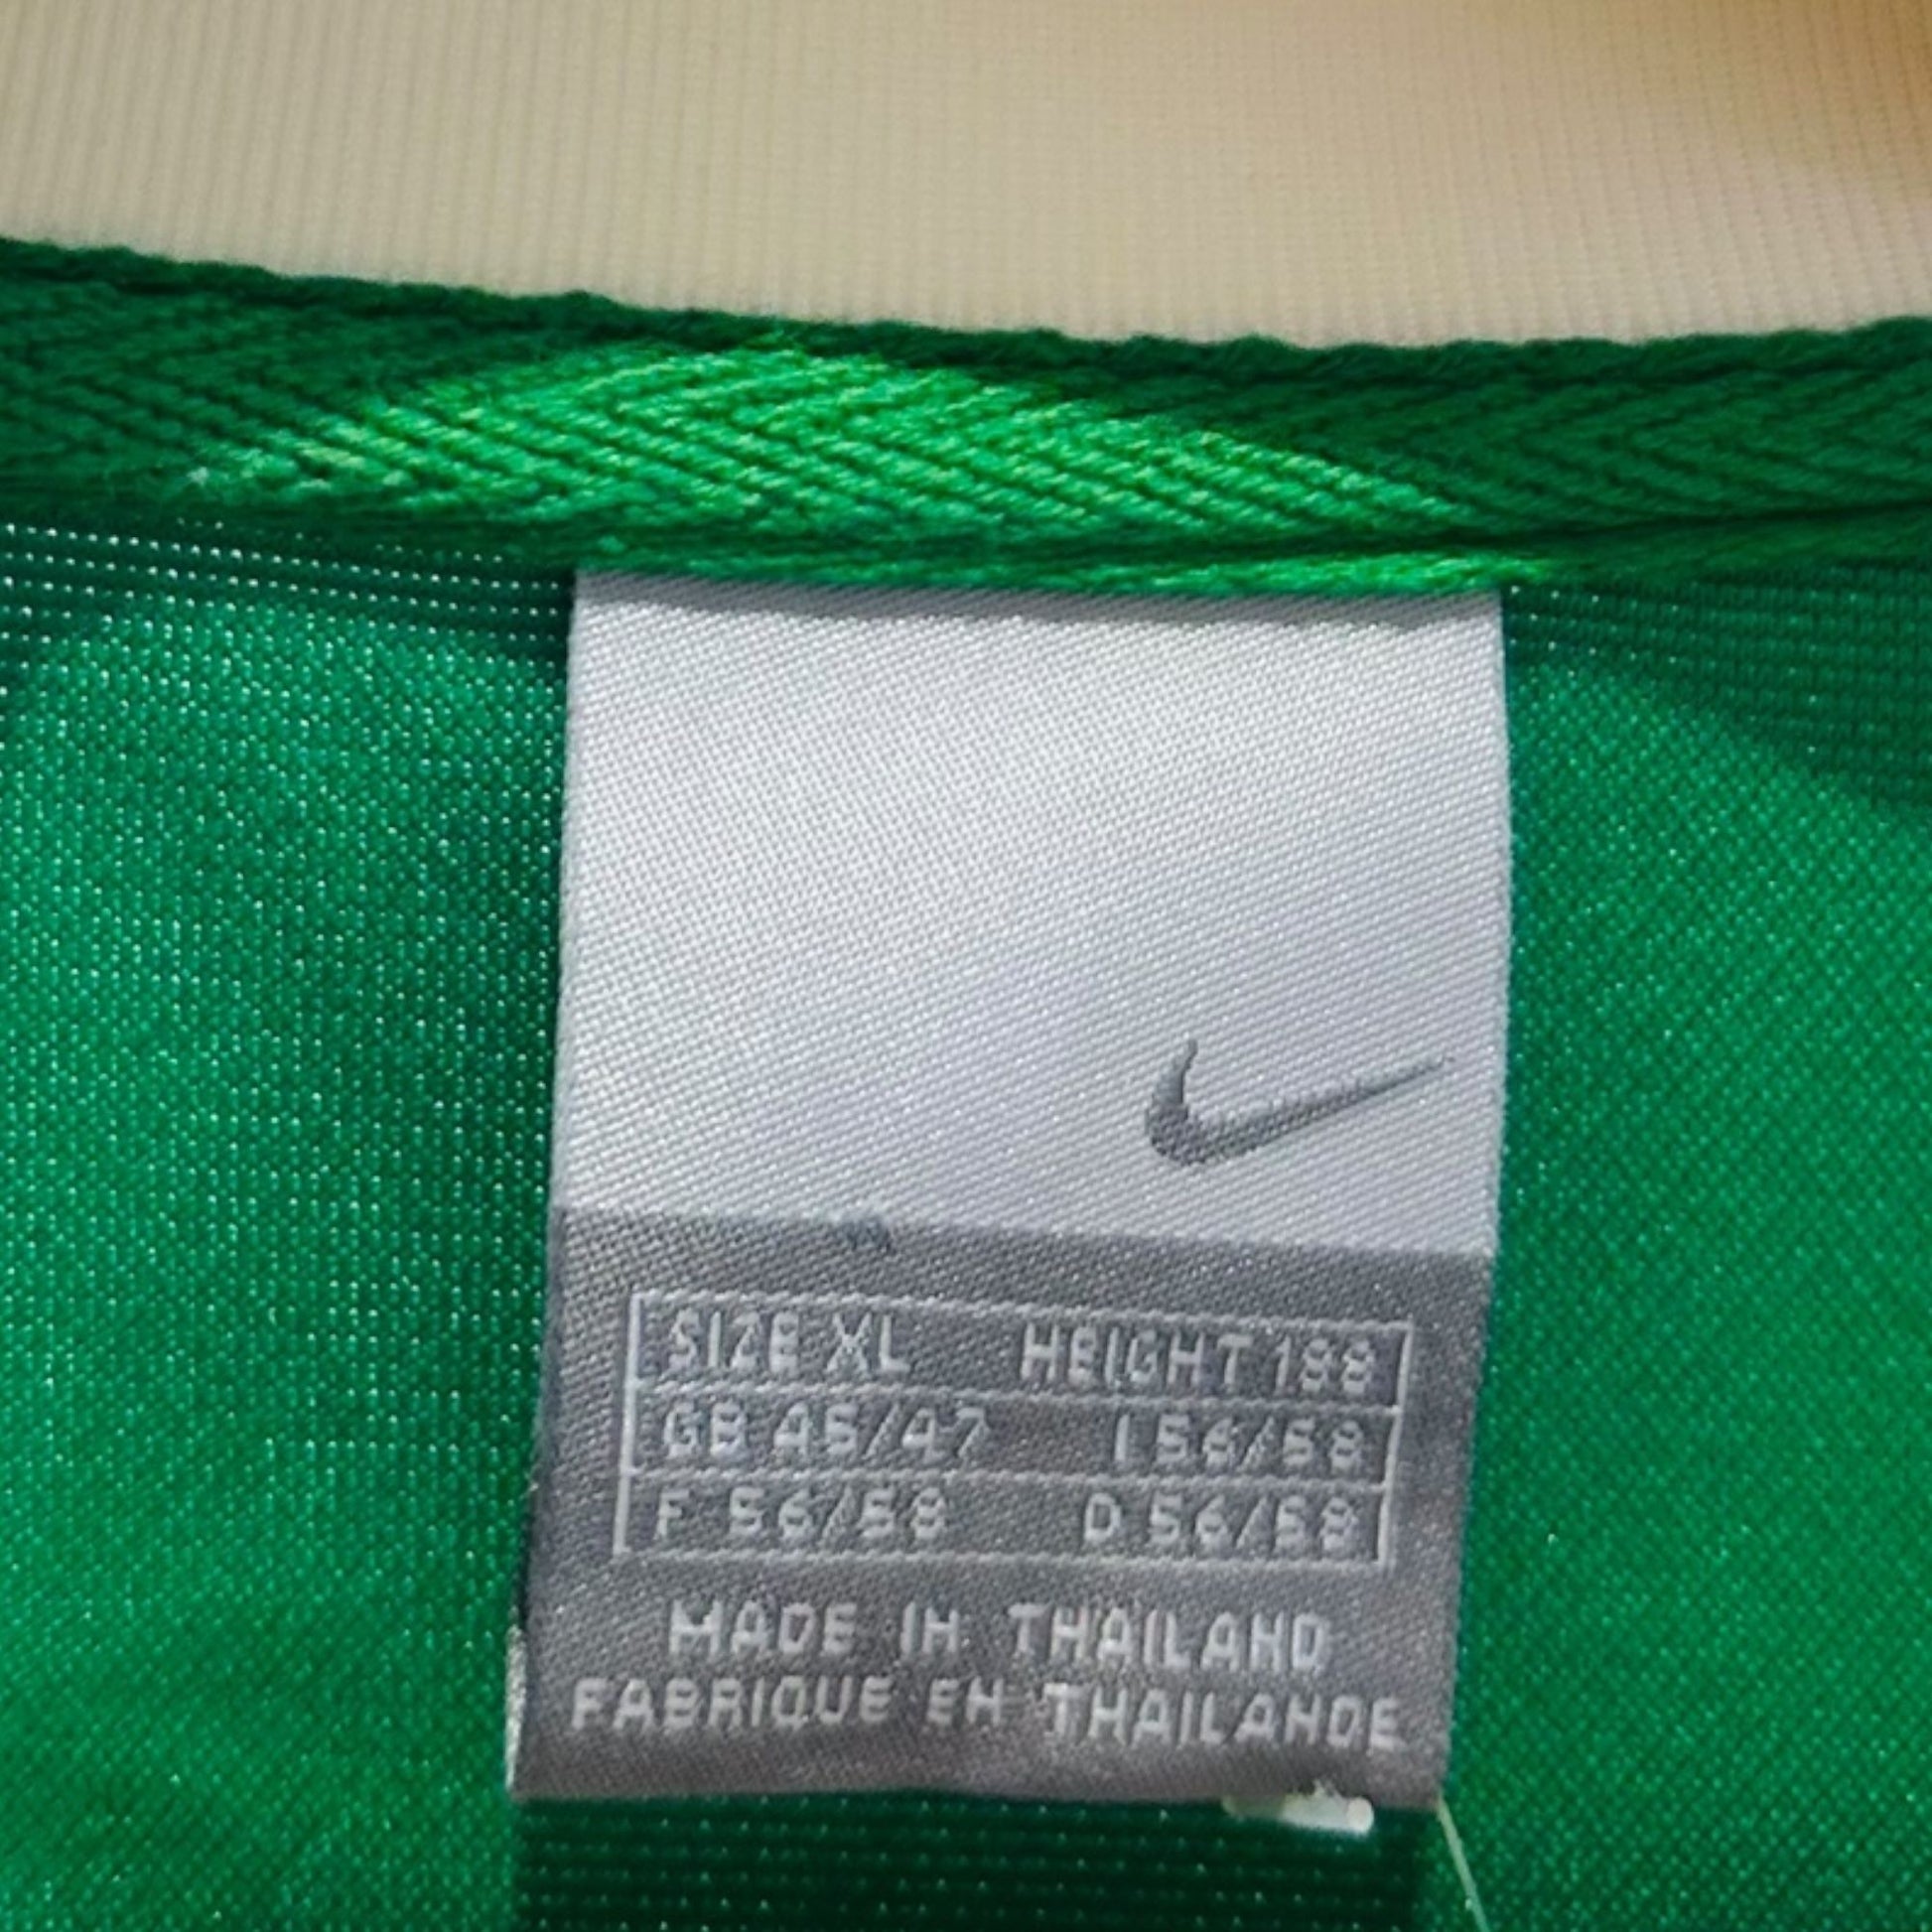 SIZE XL HEIGHT 188
GB 45/47 I 56/58
F 56/58 D 56/58
MADE IN THAILAND
FABRIQUE EN THAILANDE